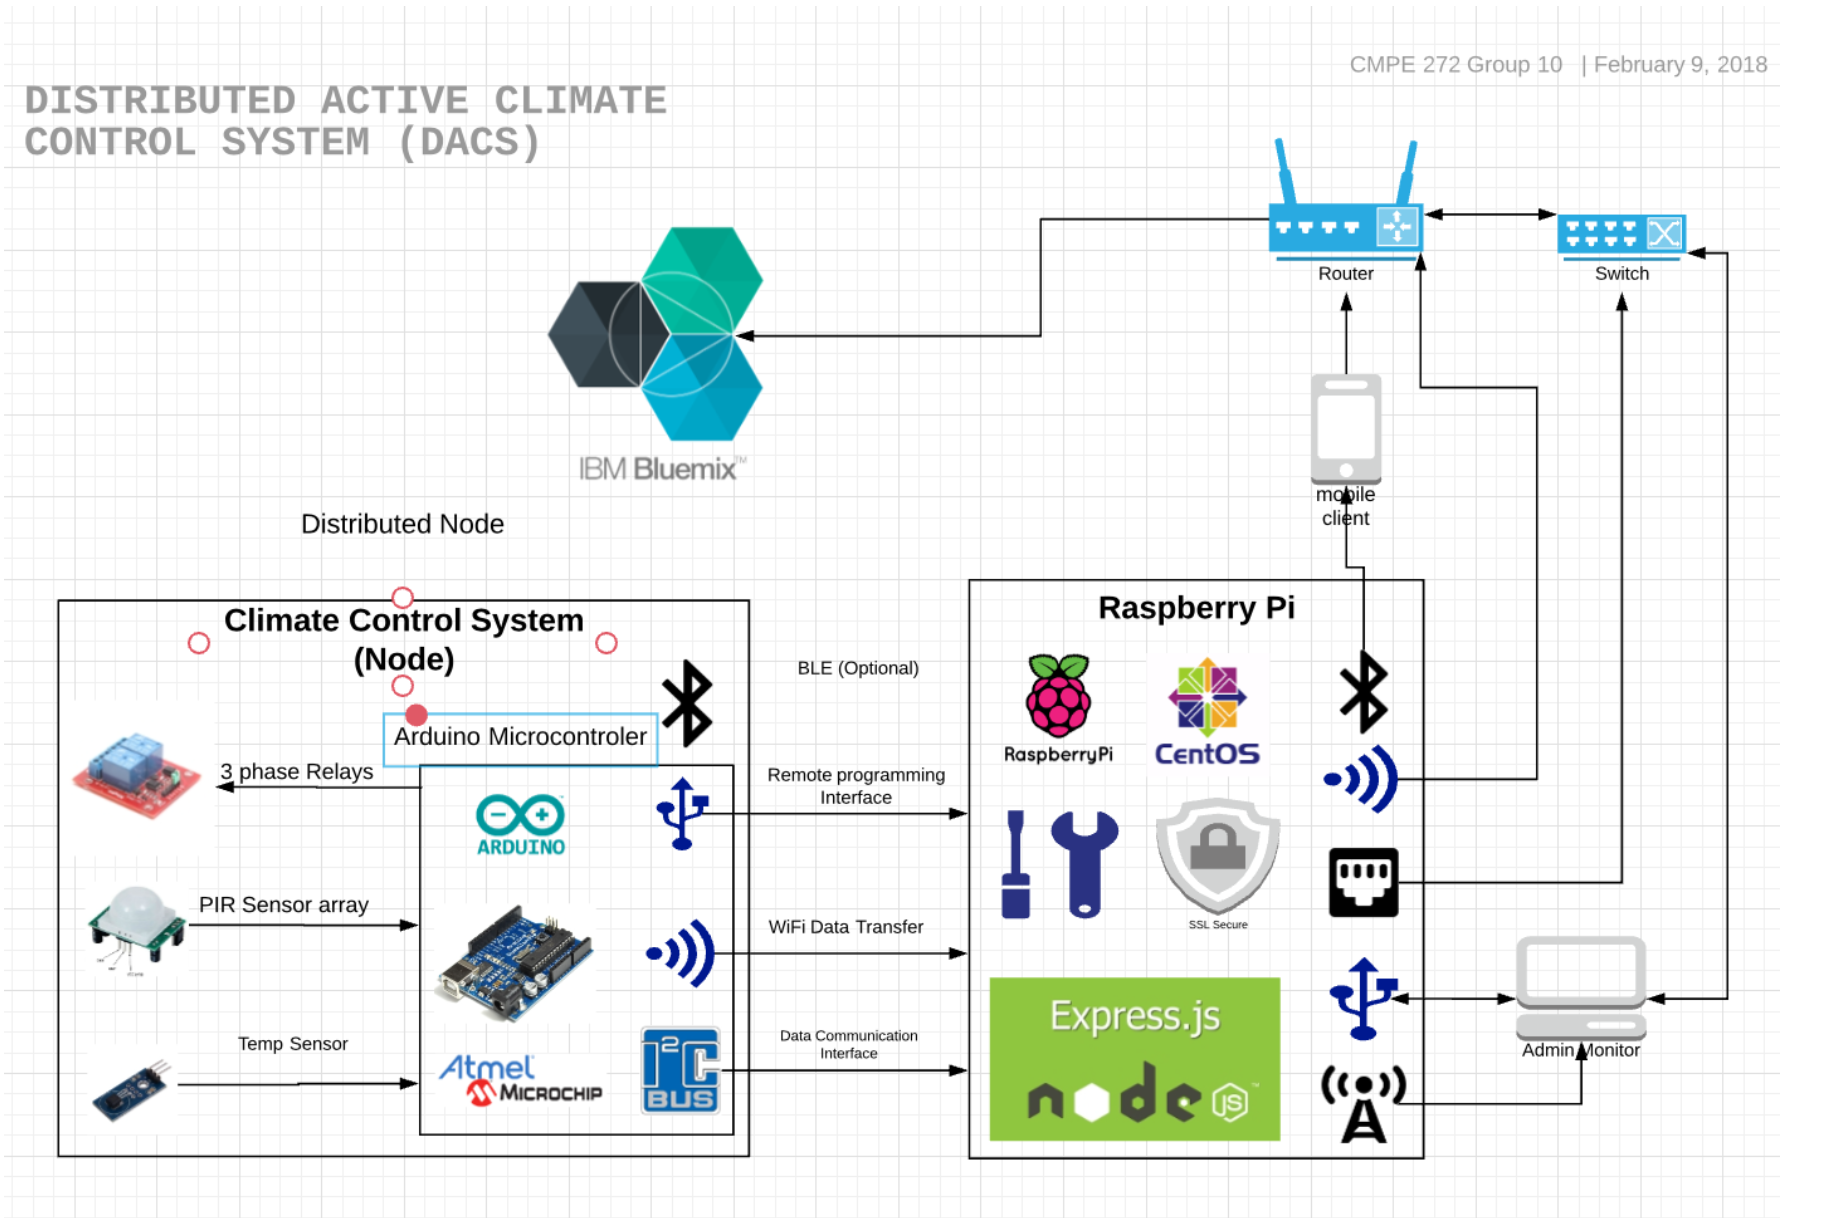 CMPE 272 Group 10 | February 9, 2018
DISTRIBUTED ACTIVE CLIMATE
CONTROL SYSTEM (DACS)
Router
Switch
IBM Bluemix™
mobile
client
Distributed Node
Climate Control System
(Node)
Arduino Microcontroler
3 phase Relays
PIR Sensor array
Temp Sensor
ARDUINO
Atmel
MICROCHIP
I²C
BUS
BLE (Optional)
Remote programming
Interface
WiFi Data Transfer
Data Communication
Interface
Raspberry Pi
RaspberryPi
CentOS
SSL Secure
Express.js
node
JS™
Admin Monitor